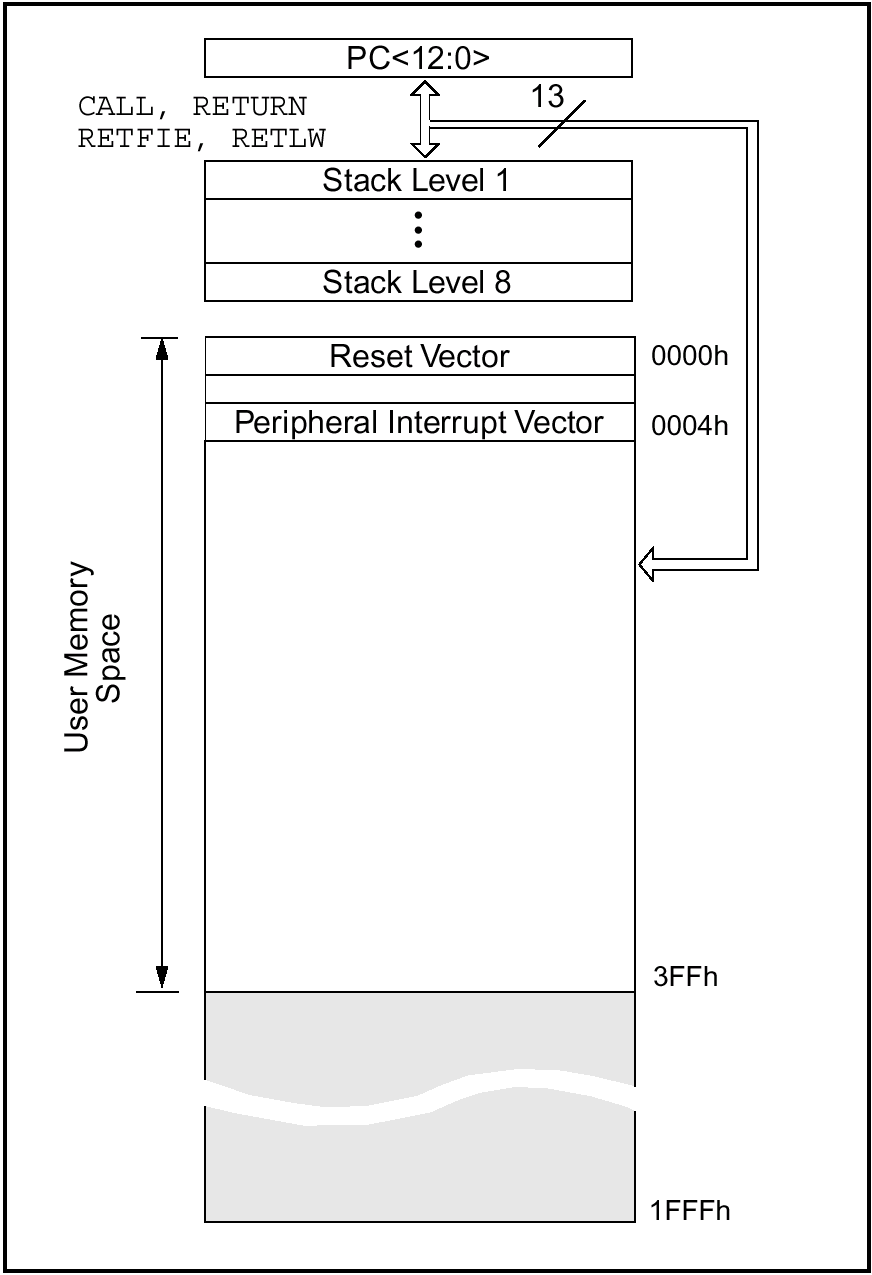 PC<12:0>
CALL, RETURN
RETFIE, RETLW
13
Stack Level 1
Stack Level 8
Reset Vector
0000h
Peripheral Interrupt Vector
0004h
User Memory
Space
3FFh
1FFFh